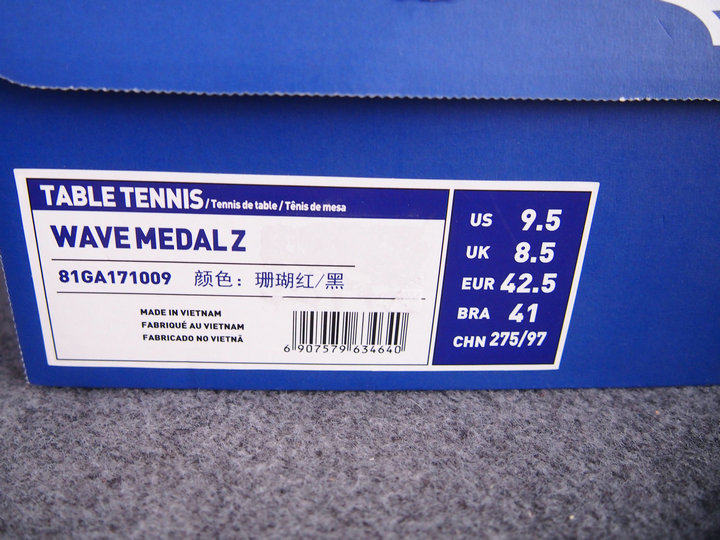 TABLE TENNIS / Tennis de table / Tênis de mesa
WAVE MEDAL Z
81GA171009 颜色：珊瑚红/黑
MADE IN VIETNAM
FABRIQUÉ AU VIETNAM
FABRICADO NO VIETNÃ
6 907579 634640
US 9.5
UK 8.5
EUR 42.5
BRA 41
CHN 275/97